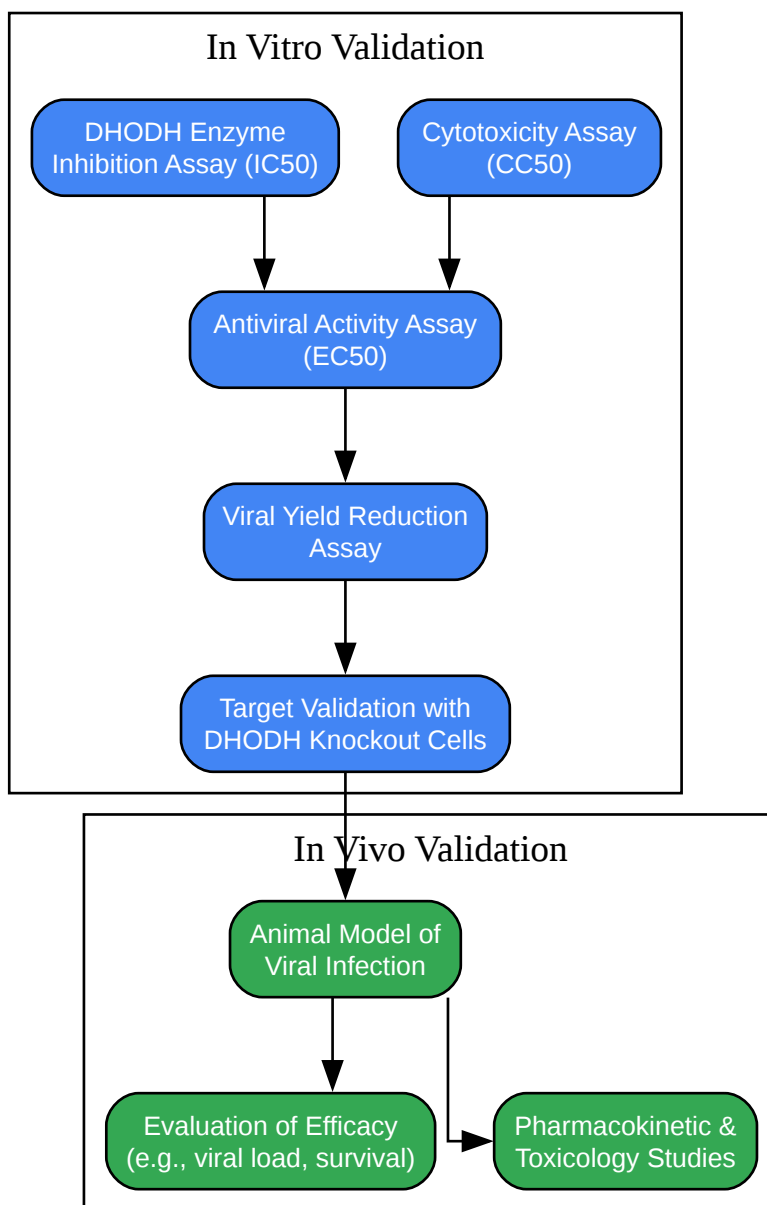 In Vitro Validation
DHODH Enzyme
Inhibition Assay (IC50)
Cytotoxicity Assay
(CC50)
Antiviral Activity Assay
(EC50)
Viral Yield Reduction
Assay
Target Validation with
DHODH Knockout Cells
In Vivo Validation
Animal Model of
Viral Infection
Evaluation of Efficacy
(e.g., viral load, survival)
Pharmacokinetic &
Toxicology Studies